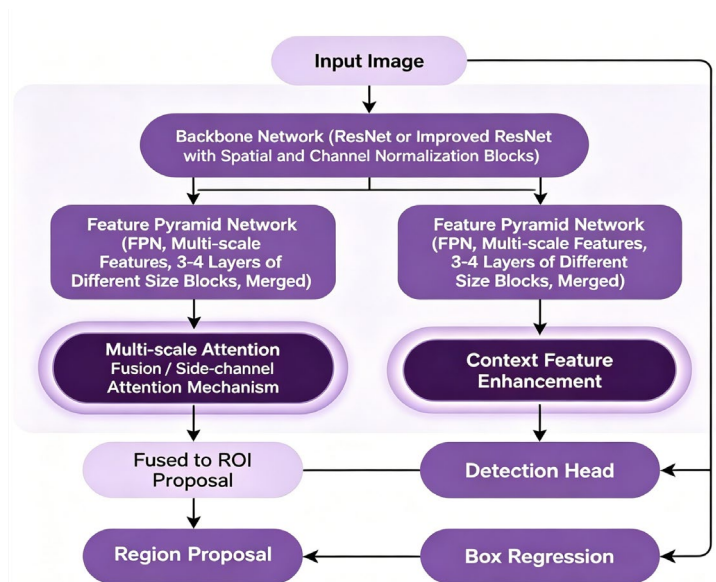 Input Image
Backbone Network (ResNet or Improved ResNet
with Spatial and Channel Normalization Blocks)
Feature Pyramid Network
(FPN, Multi-scale
Features, 3-4 Layers of
Different Size Blocks, Merged)
Feature Pyramid Network
(FPN, Multi-scale Features,
3-4 Layers of Different
Size Blocks, Merged)
Multi-scale Attention
Fusion / Side-channel
Attention Mechanism
Context Feature
Enhancement
Fused to ROI
Proposal
Detection Head
Region Proposal
Box Regression